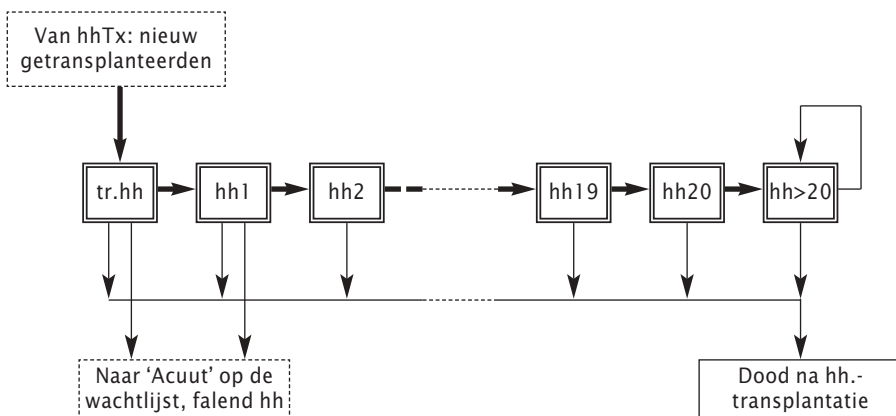 Van hhTx: nieuw
getransplanteerden
tr.hh
hh1
hh2
hh19
hh20
hh>20
Naar ‘Acuut’ op de
wachtlijst, falend hh
Dood na hh.-
transplantatie